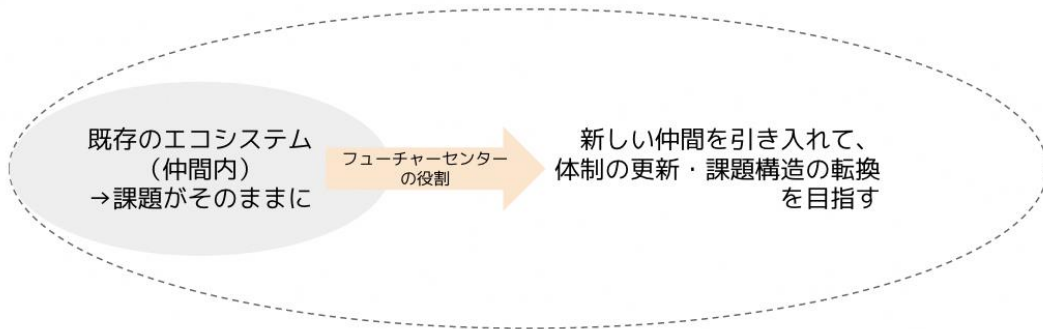 既存のエコシステム
（仲間内）
→課題がそのままに
フューチャーセンター
の役割
新しい仲間を引き入れて、
体制の更新・課題構造の転換
を目指す